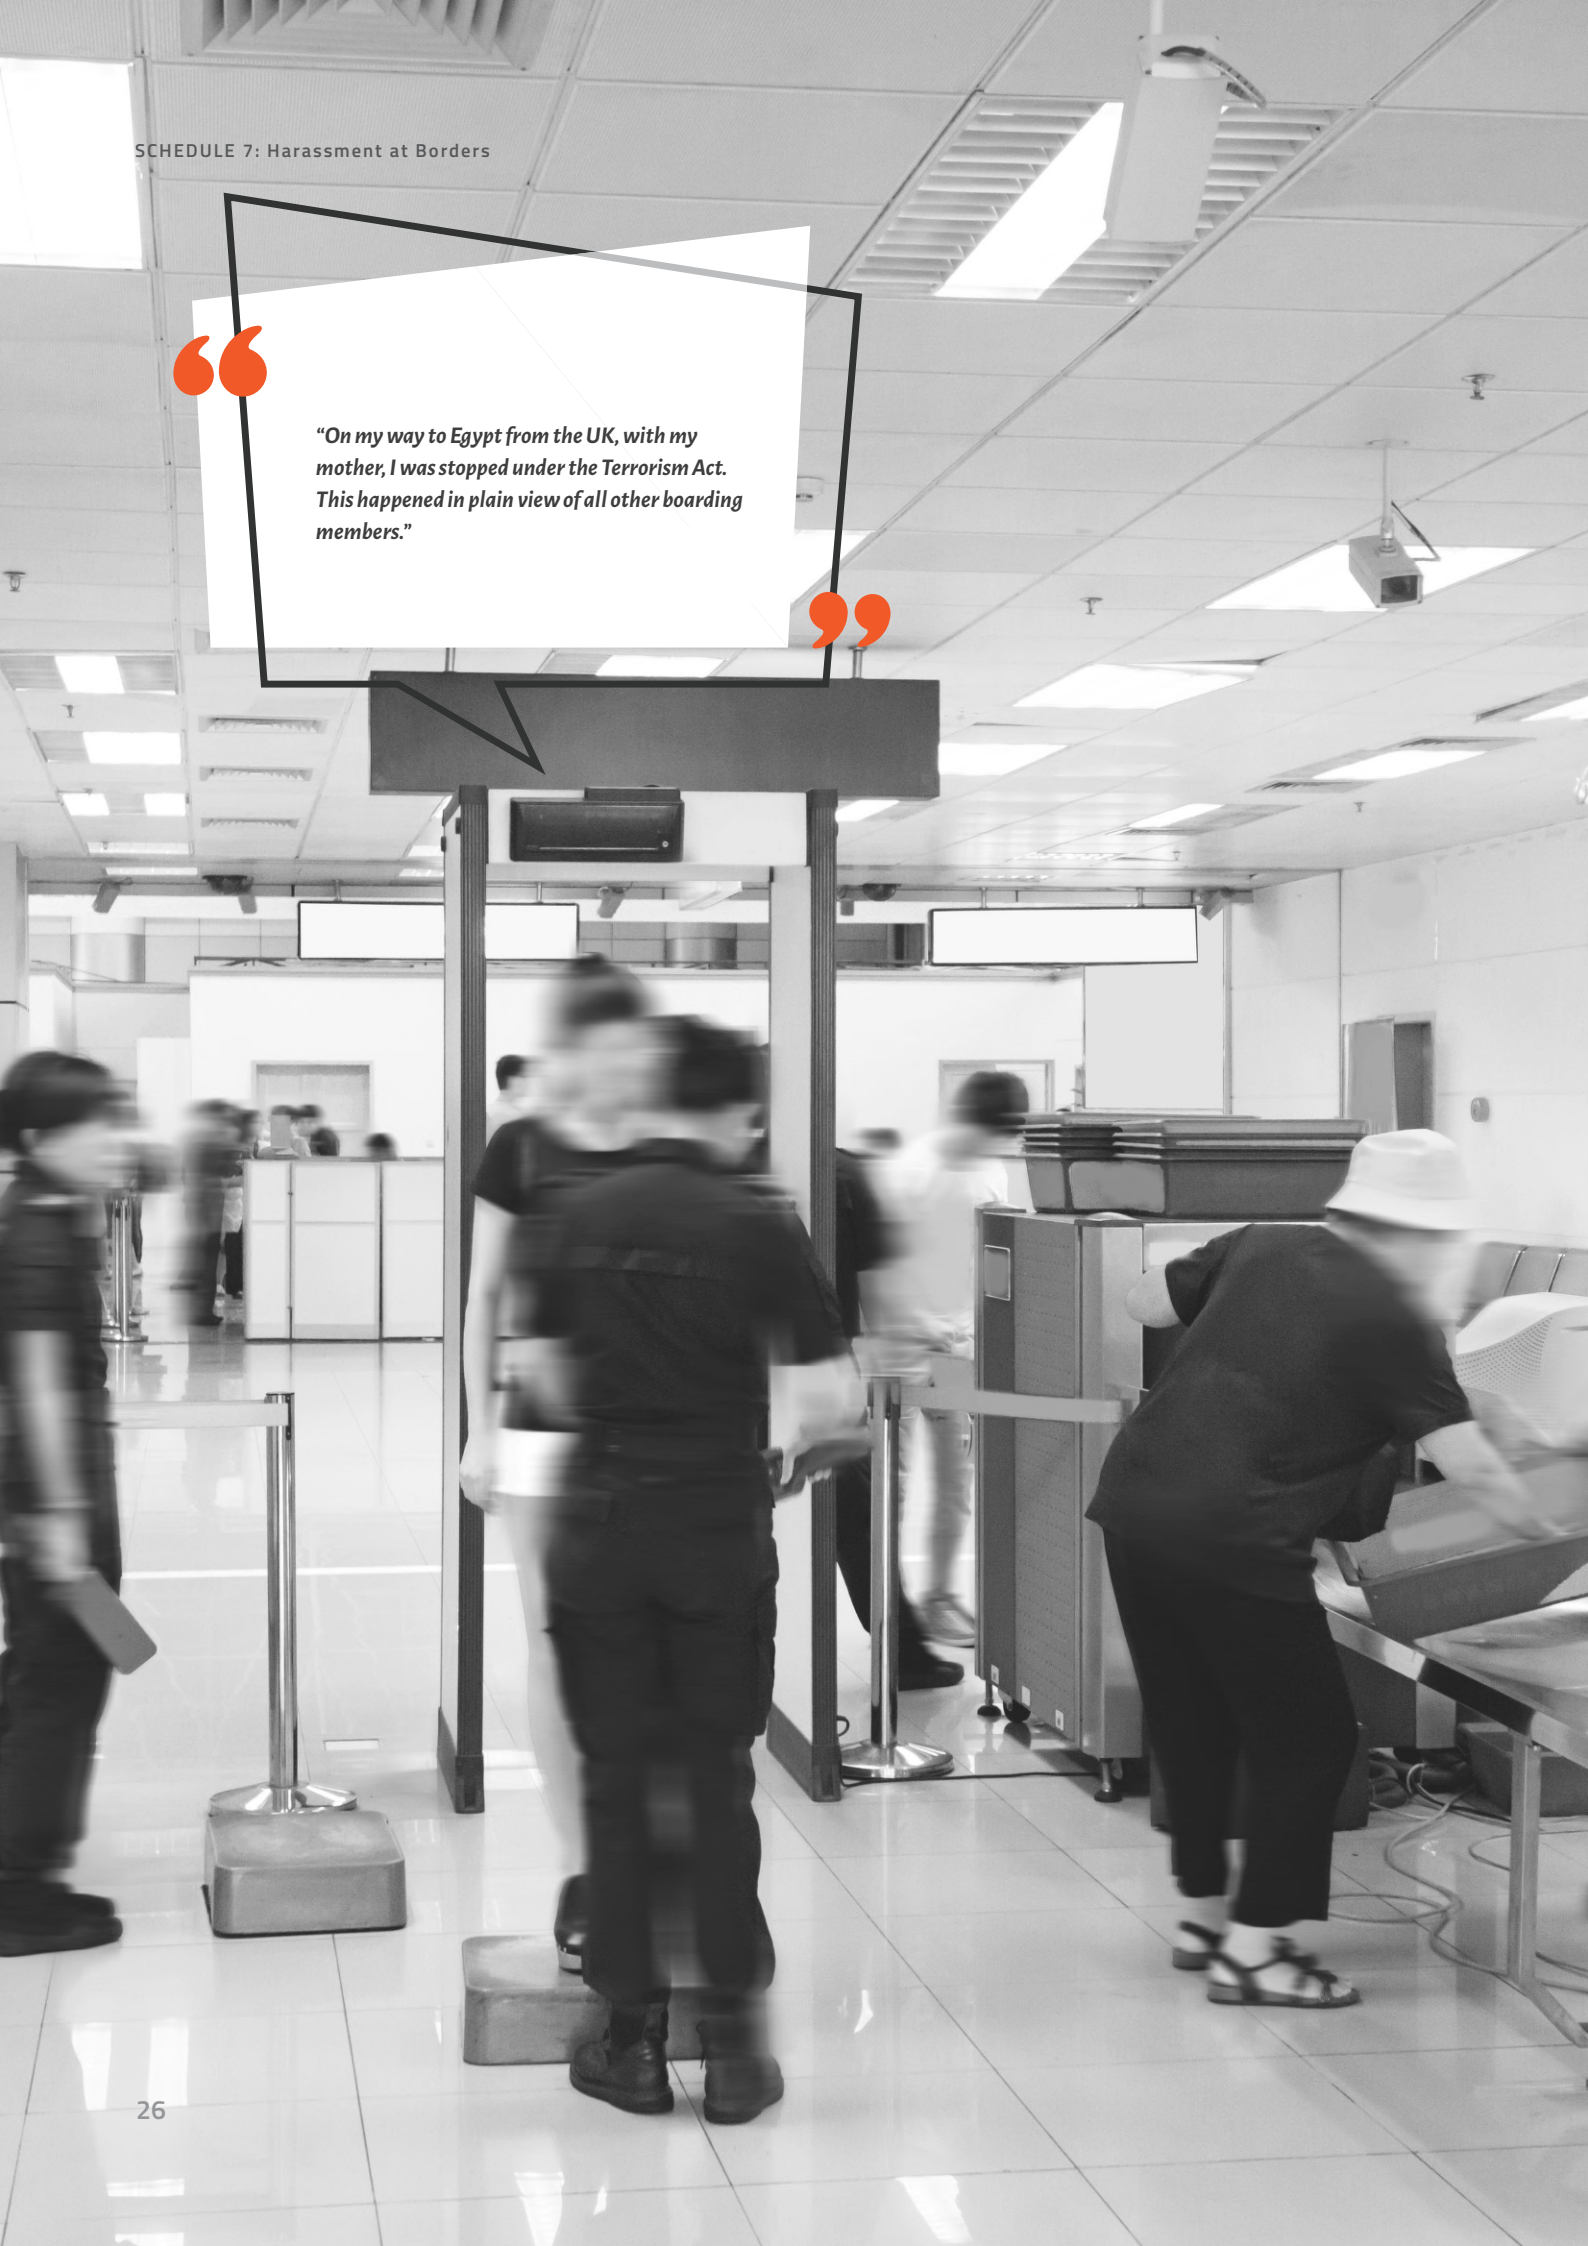 SCHEDULE 7: Harassment at Borders
“On my way to Egypt from the UK, with my
mother, I was stopped under the Terrorism Act.
This happened in plain view of all other boarding
members.”
26